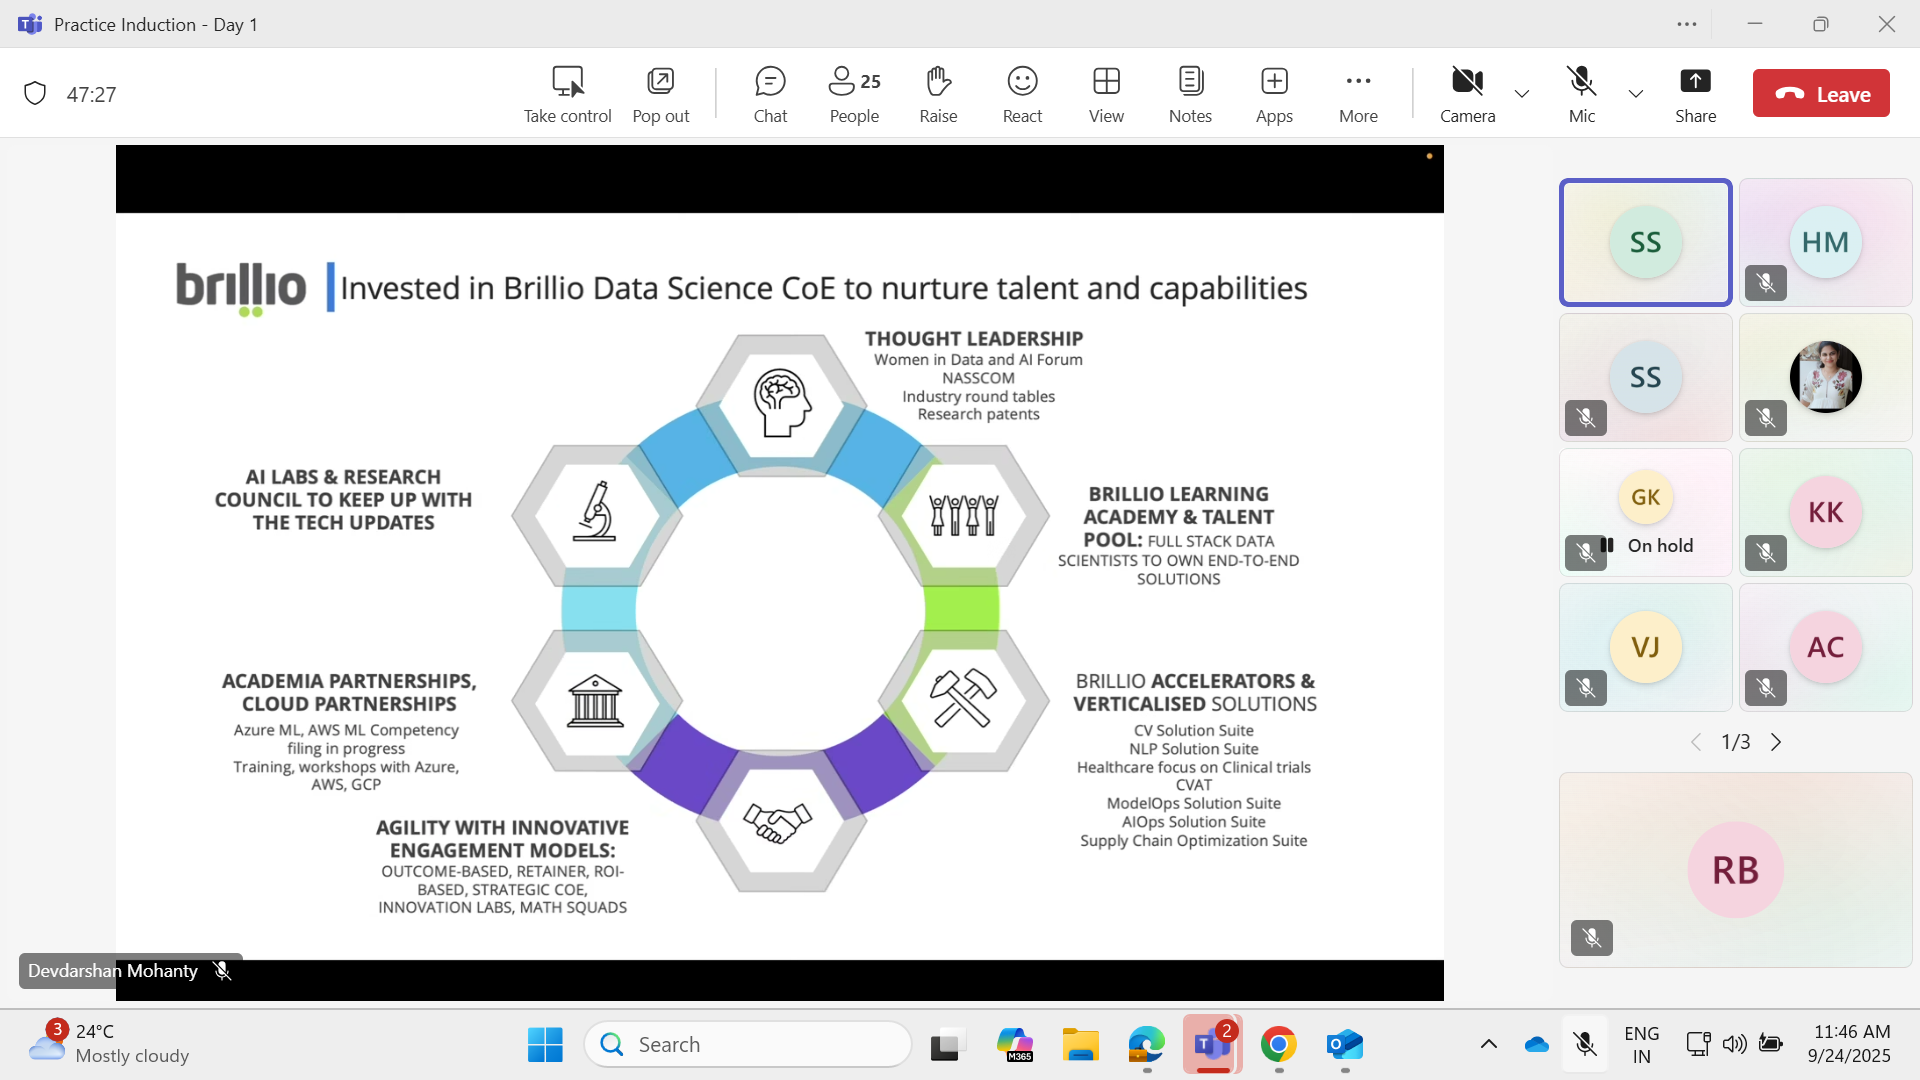 Practice Induction - Day 1
47:27
Take control
Pop out
Chat
25
People
Raise
React
View
Notes
Apps
More
Camera
Mic
Share
Leave
brillio
Invested in Brillio Data Science CoE to nurture talent and capabilities
THOUGHT LEADERSHIP
Women in Data and AI Forum
NASSCOM
Industry round tables
Research patents
AI LABS & RESEARCH
COUNCIL TO KEEP UP WITH
THE TECH UPDATES
BRILLIO LEARNING
ACADEMY & TALENT
POOL: FULL STACK DATA
SCIENTISTS TO OWN END-TO-END
SOLUTIONS
ACADEMIA PARTNERSHIPS,
CLOUD PARTNERSHIPS
Azure ML, AWS ML Competency
filing in progress
Training, workshops with Azure,
AWS, GCP
BRILLIO ACCELERATORS &
VERTICALISED SOLUTIONS
CV Solution Suite
NLP Solution Suite
Healthcare focus on Clinical trials
CVAT
ModelOps Solution Suite
AIOps Solution Suite
Supply Chain Optimization Suite
AGILITY WITH INNOVATIVE
ENGAGEMENT MODELS:
OUTCOME-BASED, RETAINER, ROI-
BASED, STRATEGIC COE,
INNOVATION LABS, MATH SQUADS
Devdarshan Mohanty
SS
HM
SS
GK
On hold
KK
VJ
AC
1/3
RB
3
24°C
Mostly cloudy
Search
M365
T
2
O
ENG
IN
11:46 AM
9/24/2025